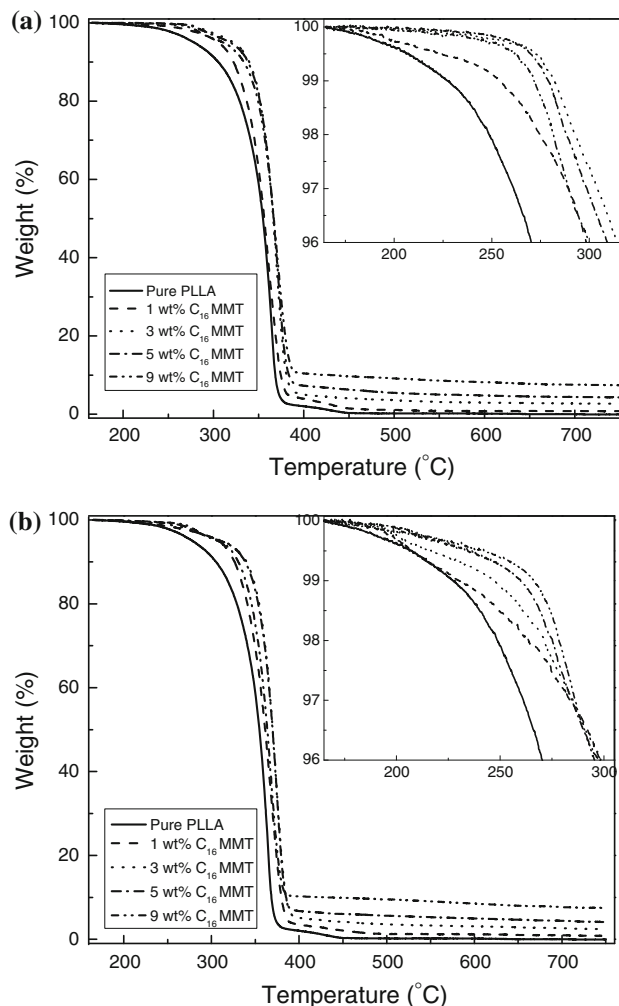 (a)
100
80
60
40
20
0
Weight (%)
100
99
98
97
96
200
250
300
Pure PLLA
1 wt% C16MMT
3 wt% C16MMT
5 wt% C16MMT
9 wt% C16MMT
200 300 400 500 600 700
Temperature (°C)
(b)
100
80
60
40
20
0
Weight (%)
100
99
98
97
96
200
250
300
Pure PLLA
1 wt% C16MMT
3 wt% C16MMT
5 wt% C16MMT
9 wt% C16MMT
200 300 400 500 600 700
Temperature (°C)